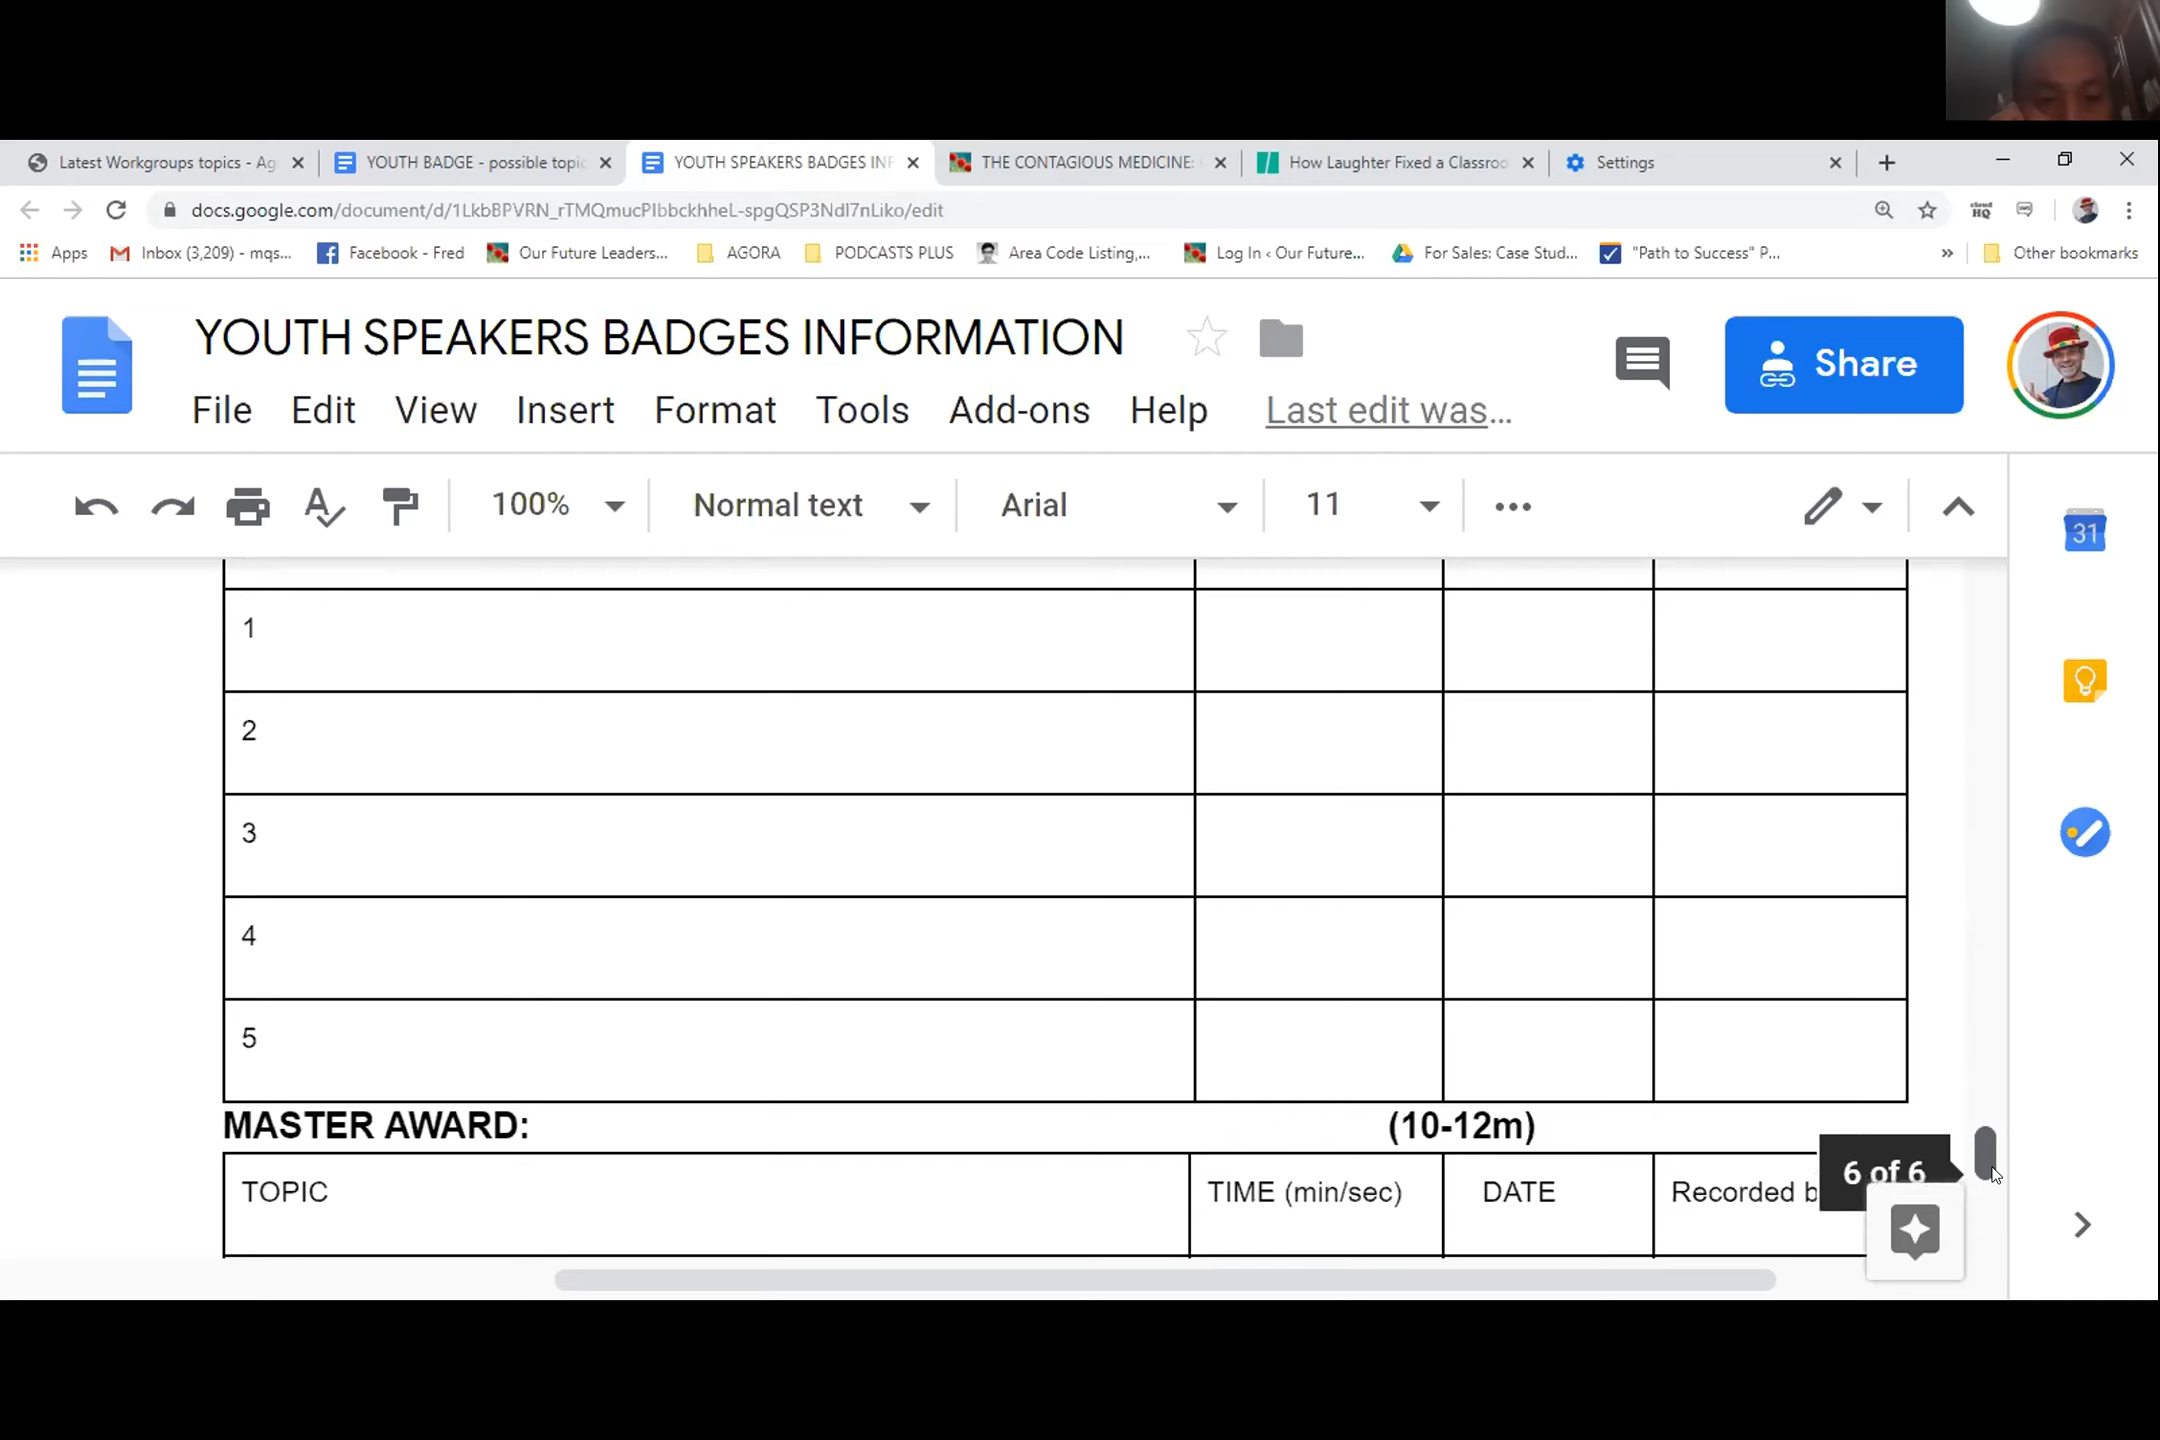 Latest Workgroups topics - Ag
YOUTH BADGE - possible topic
YOUTH SPEAKERS BADGES INF
THE CONTAGIOUS MEDICINE:
How Laughter Fixed a Classroo
Settings
docs.google.com/document/d/1LkbBPVRN_rTMQmucPIbbckhheL-spgQSP3Ndl7nLiko/edit
cloud HQ
Apps
Inbox (3,209) - mqs...
Facebook - Fred
Our Future Leaders...
AGORA
PODCASTS PLUS
Area Code Listing,...
Log In ‹ Our Future...
For Sales: Case Stud...
"Path to Success" P...
»
Other bookmarks
YOUTH SPEAKERS BADGES INFORMATION
Share
File Edit View Insert Format Tools Add-ons Help Last edit was...
100% Normal text Arial 11
31
1
2
3
4
5
MASTER AWARD: (10-12m)
6 of 6
TOPIC TIME (min/sec) DATE Recorded b